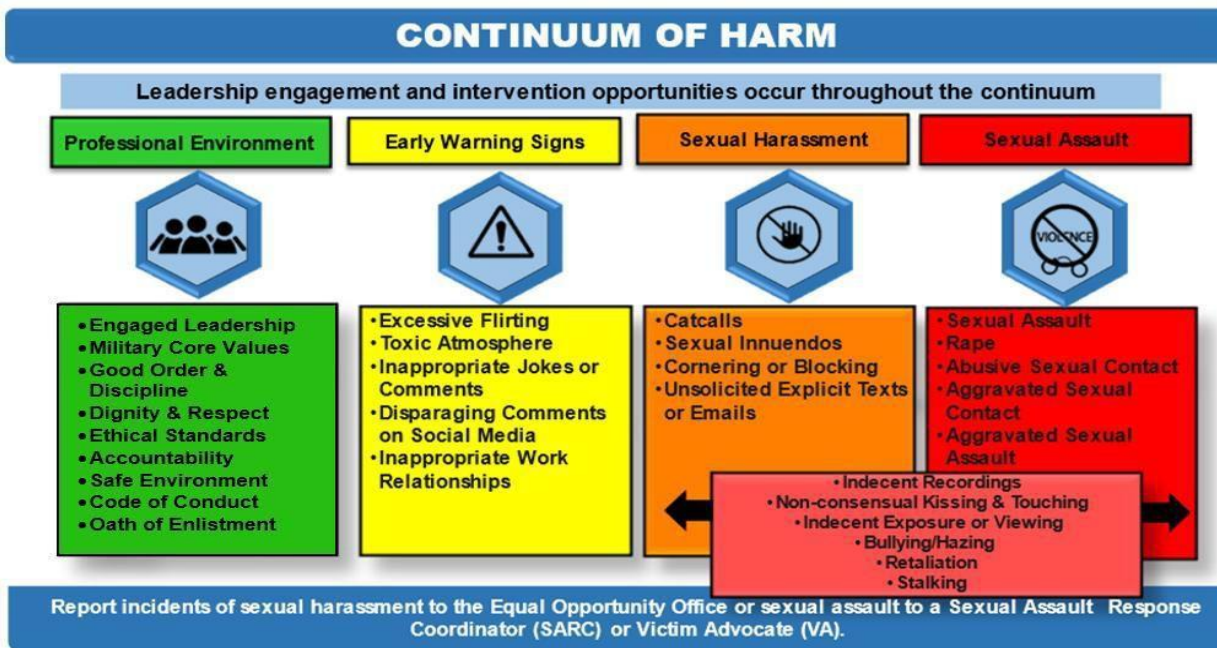 CONTINUUM OF HARM
Leadership engagement and intervention opportunities occur throughout the continuum
Professional Environment
Early Warning Signs
Sexual Harassment
Sexual Assault
VIOLENCE
•Engaged Leadership
•Military Core Values
•Good Order &
Discipline
•Dignity & Respect
•Ethical Standards
•Accountability
•Safe Environment
•Code of Conduct
•Oath of Enlistment
•Excessive Flirting
•Toxic Atmosphere
•Inappropriate Jokes or
Comments
•Disparaging Comments
on Social Media
•Inappropriate Work
Relationships
•Catcalls
•Sexual Innuendos
•Cornering or Blocking
•Unsolicited Explicit Texts
or Emails
•Sexual Assault
•Rape
•Abusive Sexual Contact
•Aggravated Sexual
Contact
•Aggravated Sexual
Assault
•Indecent Recordings
•Non-consensual Kissing & Touching
•Indecent Exposure or Viewing
•Bullying/Hazing
•Retaliation
•Stalking
Report incidents of sexual harassment to the Equal Opportunity Office or sexual assault to a Sexual Assault Response
Coordinator (SARC) or Victim Advocate (VA).